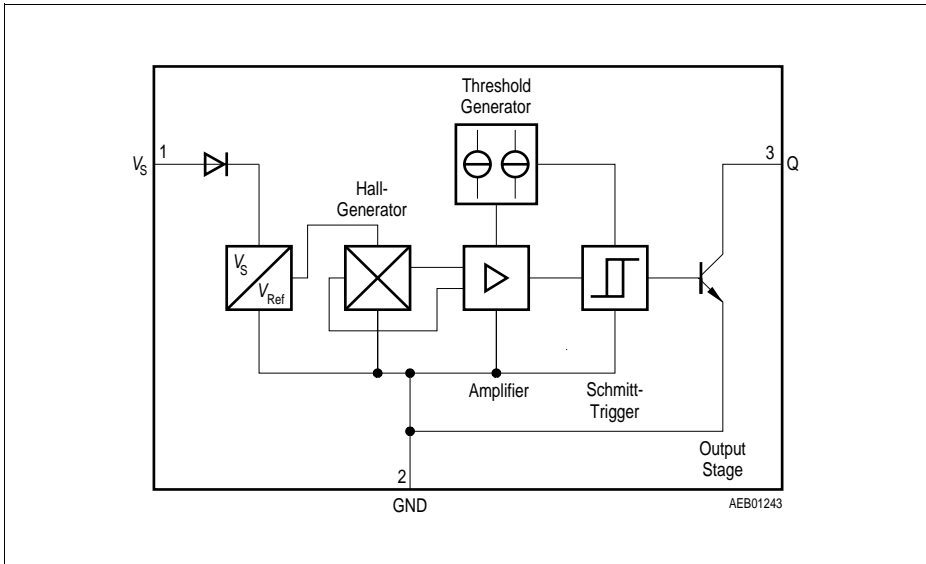 Threshold
Generator
1
V_S
3
Q
Hall-
Generator
V_S
V_Ref
Amplifier
Schmitt-
Trigger
Output
Stage
2
GND
AEB01243